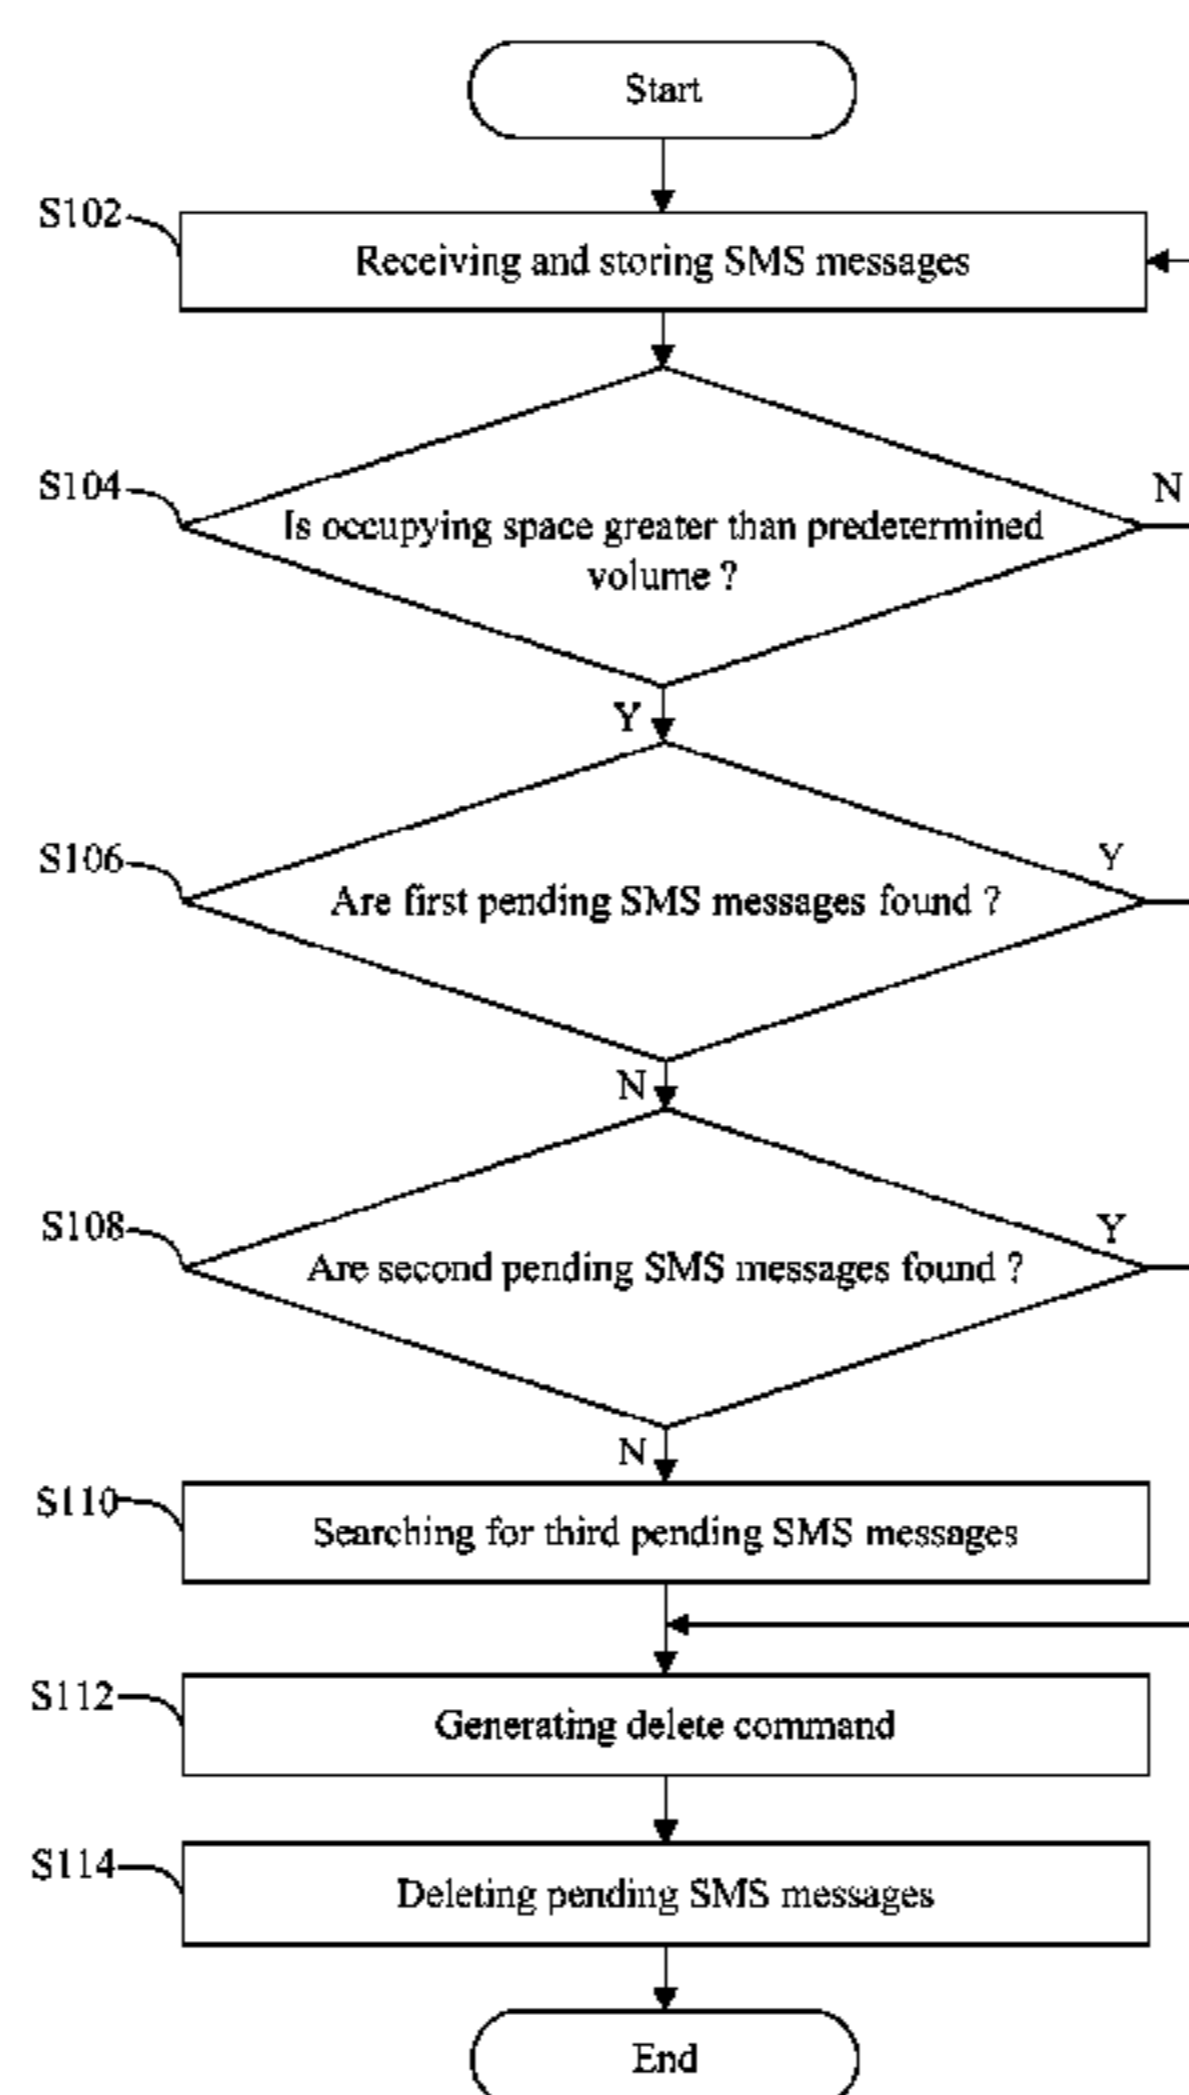 Start
S102
Receiving and storing SMS messages
S104
N
Is occupying space greater than predetermined
volume ?
Y
S106
Y
Are first pending SMS messages found ?
N
S108
Y
Are second pending SMS messages found ?
N
S110
Searching for third pending SMS messages
S112
Generating delete command
S114
Deleting pending SMS messages
End